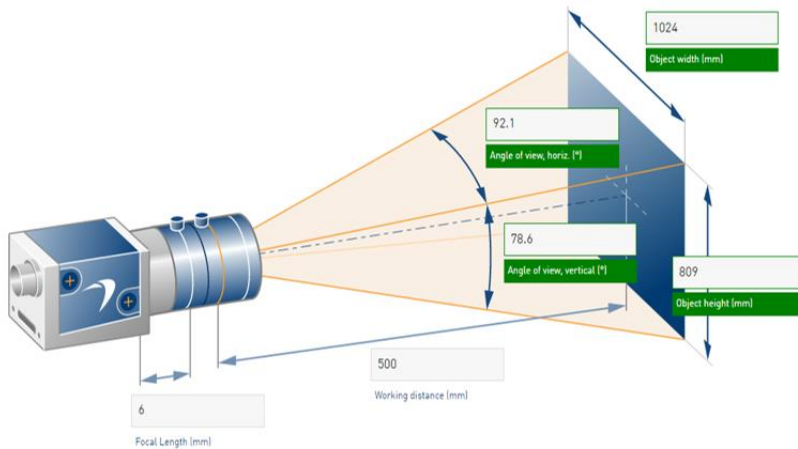 1024
Object width (mm)
92.1
Angle of view, horiz. (°)
78.6
Angle of view, vertical (°)
809
Object height (mm)
500
Working distance (mm)
6
Focal Length (mm)